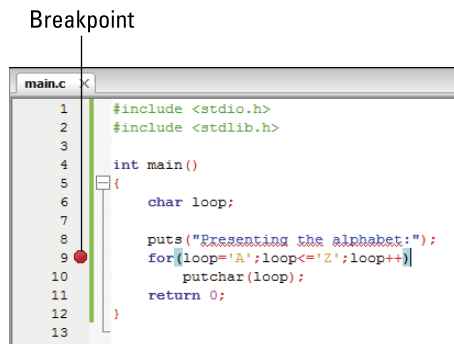 Breakpoint
main.c ×
1 #include <stdio.h>
2 #include <stdlib.h>
3
4 int main()
5 {
6 char loop;
7
8 puts("Presenting the alphabet:");
9 for(loop='A';loop<='Z';loop++)
10 putchar(loop);
11 return 0;
12 }
13